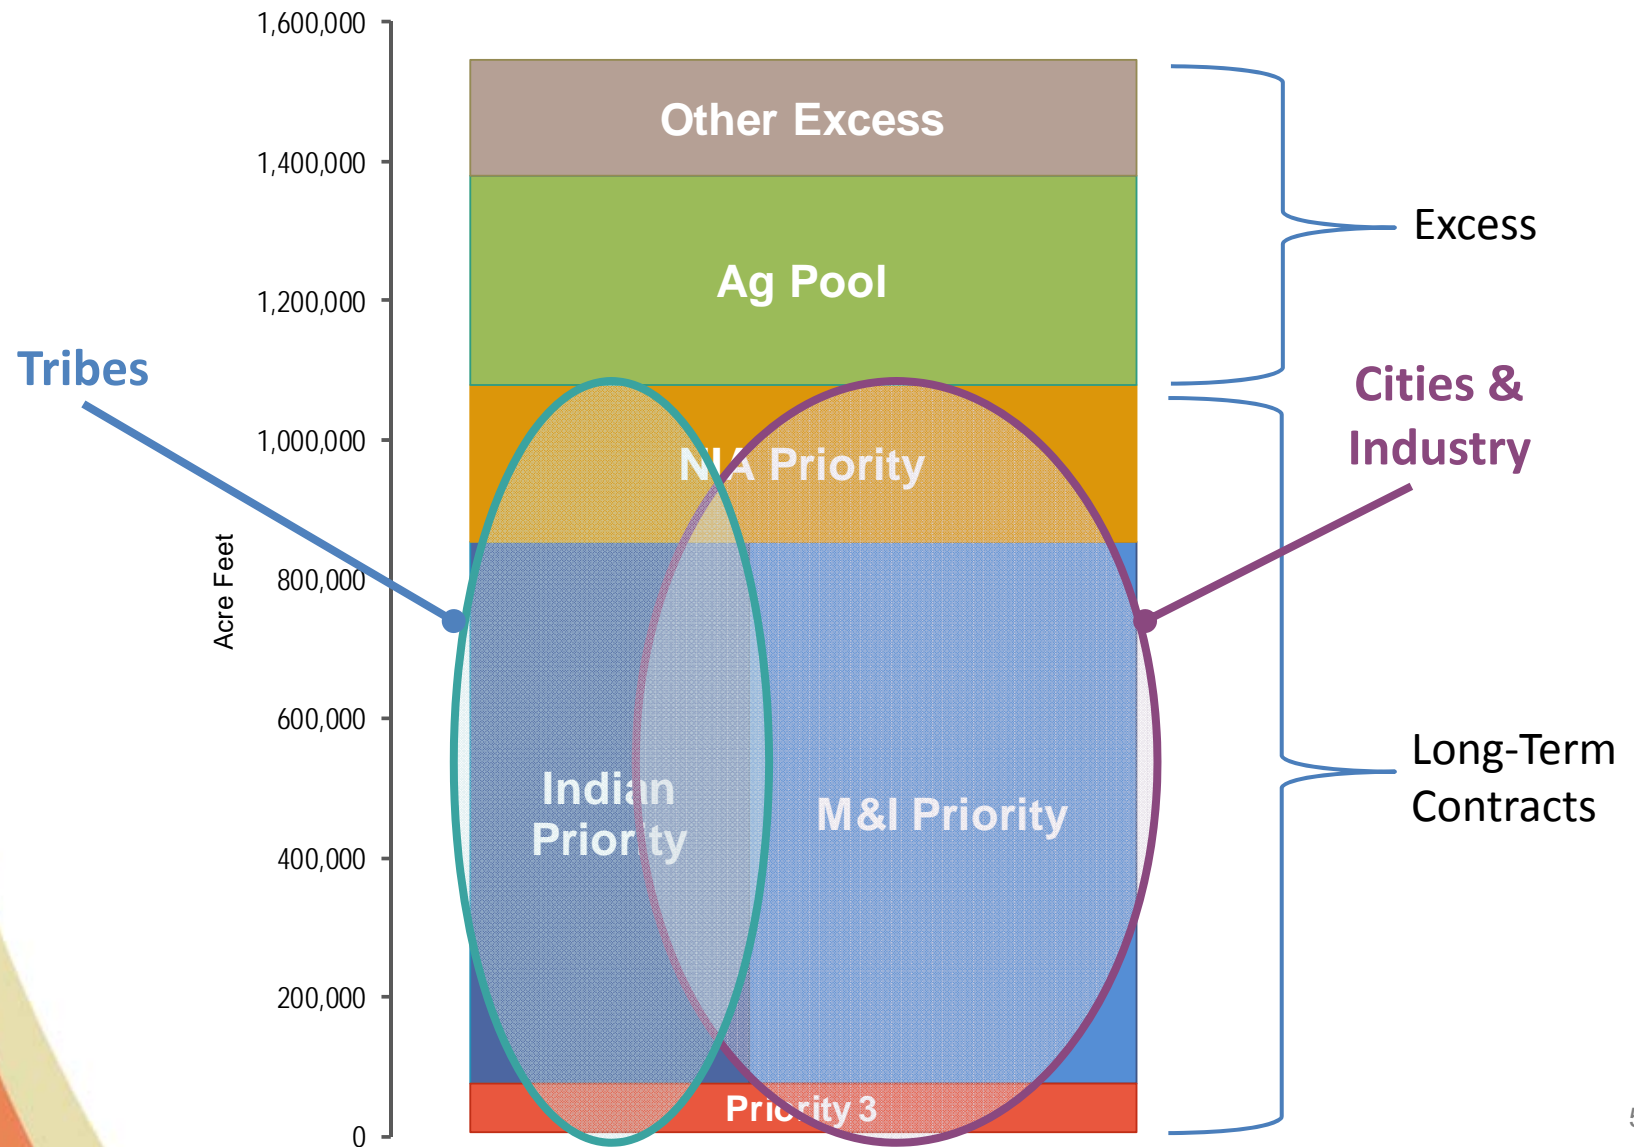 1,600,000
Other Excess
1,400,000
Excess
Ag Pool
1,200,000
Tribes
Cities &
Industry
1,000,000
NIA Priority
Acre Feet
800,000
600,000
Long-Term
Contracts
Indian
Priority
M&I Priority
400,000
200,000
Priority 3
0
5